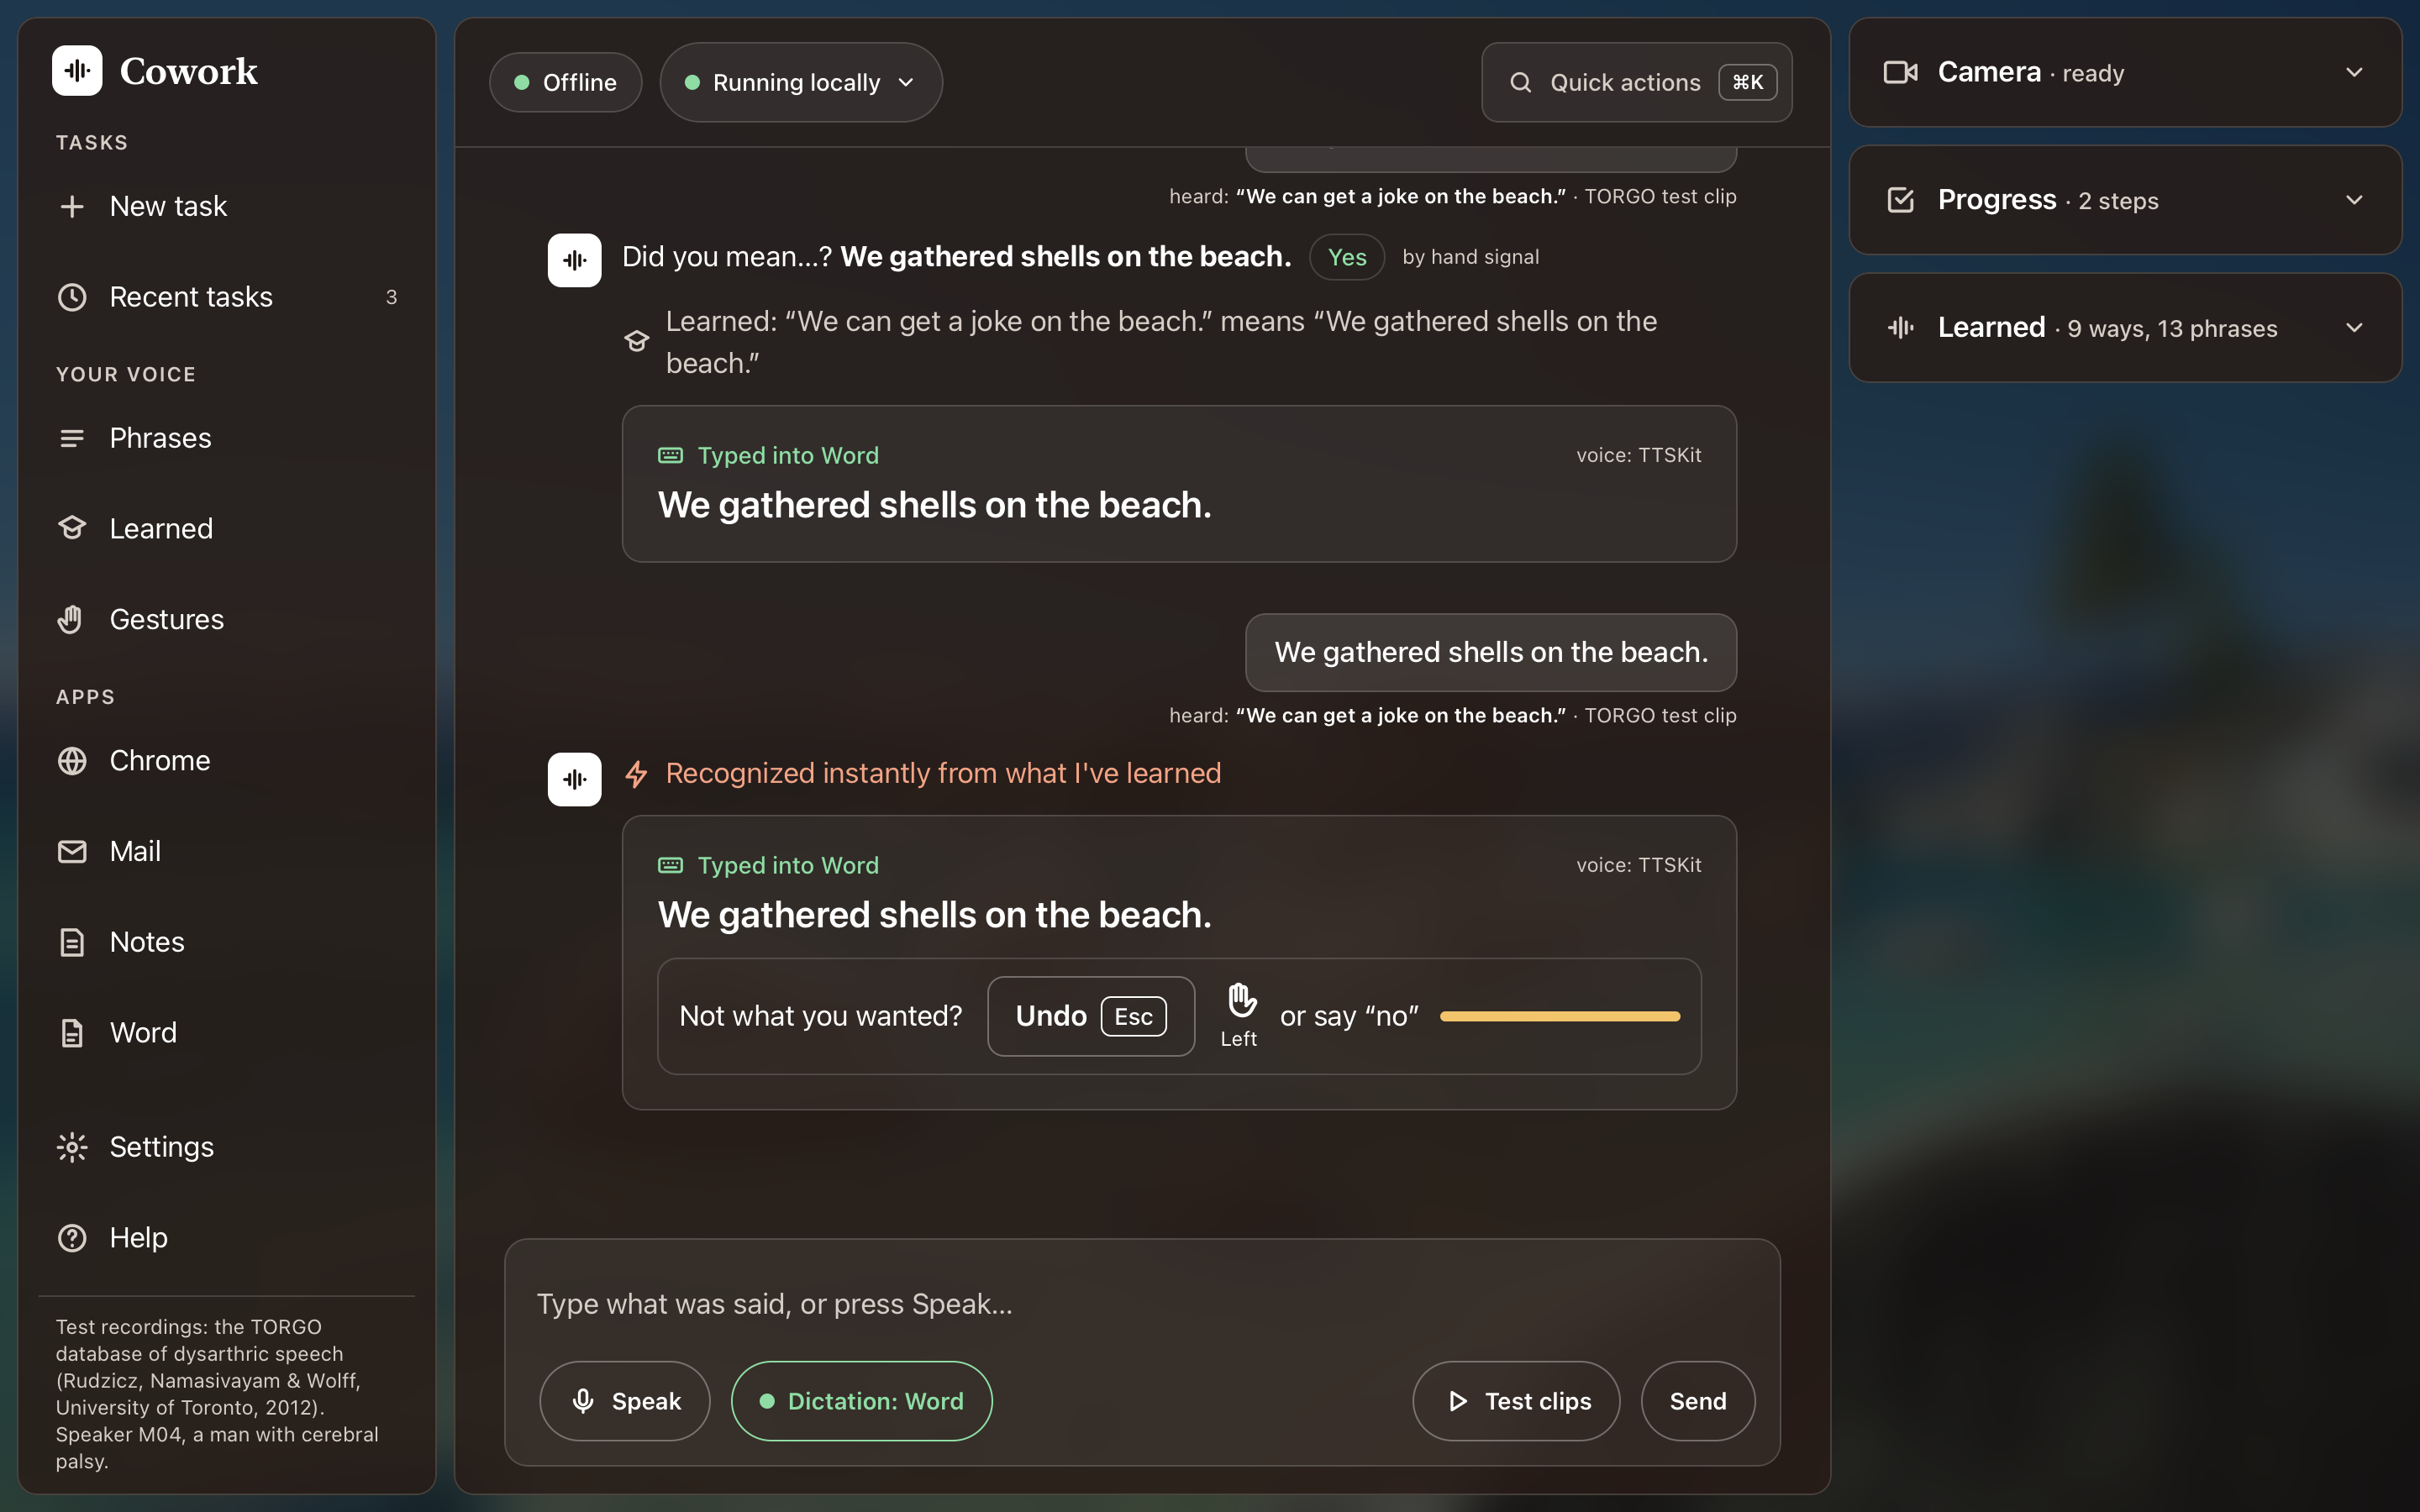 Cowork
TASKS
New task
Recent tasks 3
YOUR VOICE
Phrases
Learned
Gestures
APPS
Chrome
Mail
Notes
Word
Settings
Help
Test recordings: the TORGO
database of dysarthric speech
(Rudzicz, Namasivayam & Wolff,
University of Toronto, 2012).
Speaker M04, a man with cerebral
palsy.
Offline
Running locally
Quick actions ⌘K
heard: “We can get a joke on the beach.” · TORGO test clip
Did you mean...? We gathered shells on the beach. Yes by hand signal
Learned: “We can get a joke on the beach.” means “We gathered shells on the
beach.”
Typed into Word voice: TTSKit
We gathered shells on the beach.
We gathered shells on the beach.
heard: “We can get a joke on the beach.” · TORGO test clip
Recognized instantly from what I've learned
Typed into Word voice: TTSKit
We gathered shells on the beach.
Not what you wanted? Undo Esc Left or say “no”
Type what was said, or press Speak...
Speak
Dictation: Word
Test clips
Send
Camera · ready
Progress · 2 steps
Learned · 9 ways, 13 phrases